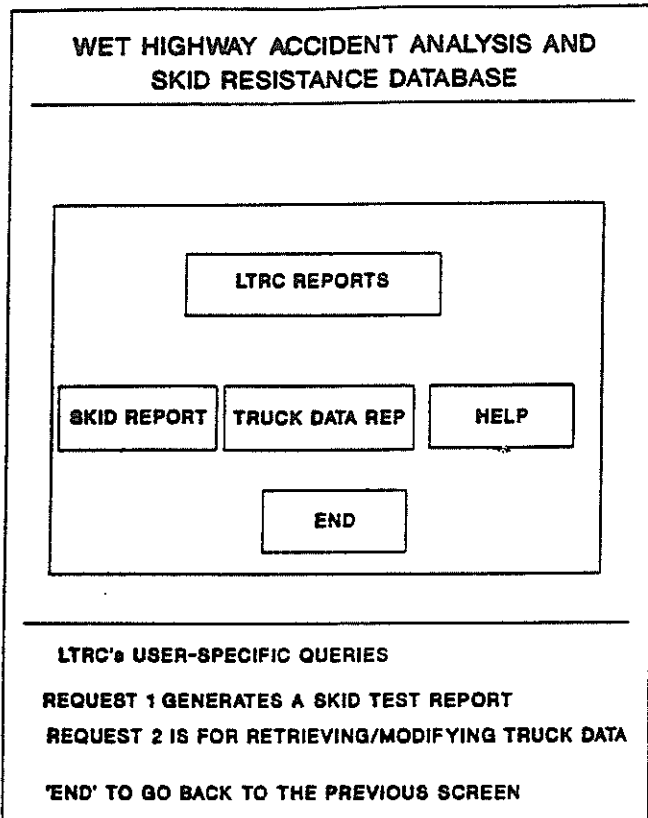 WET HIGHWAY ACCIDENT ANALYSIS AND
SKID RESISTANCE DATABASE
LTRC REPORTS
SKID REPORT
TRUCK DATA REP
HELP
END
LTRC's USER-SPECIFIC QUERIES
REQUEST 1 GENERATES A SKID TEST REPORT
REQUEST 2 IS FOR RETRIEVING/MODIFYING TRUCK DATA
'END' TO GO BACK TO THE PREVIOUS SCREEN